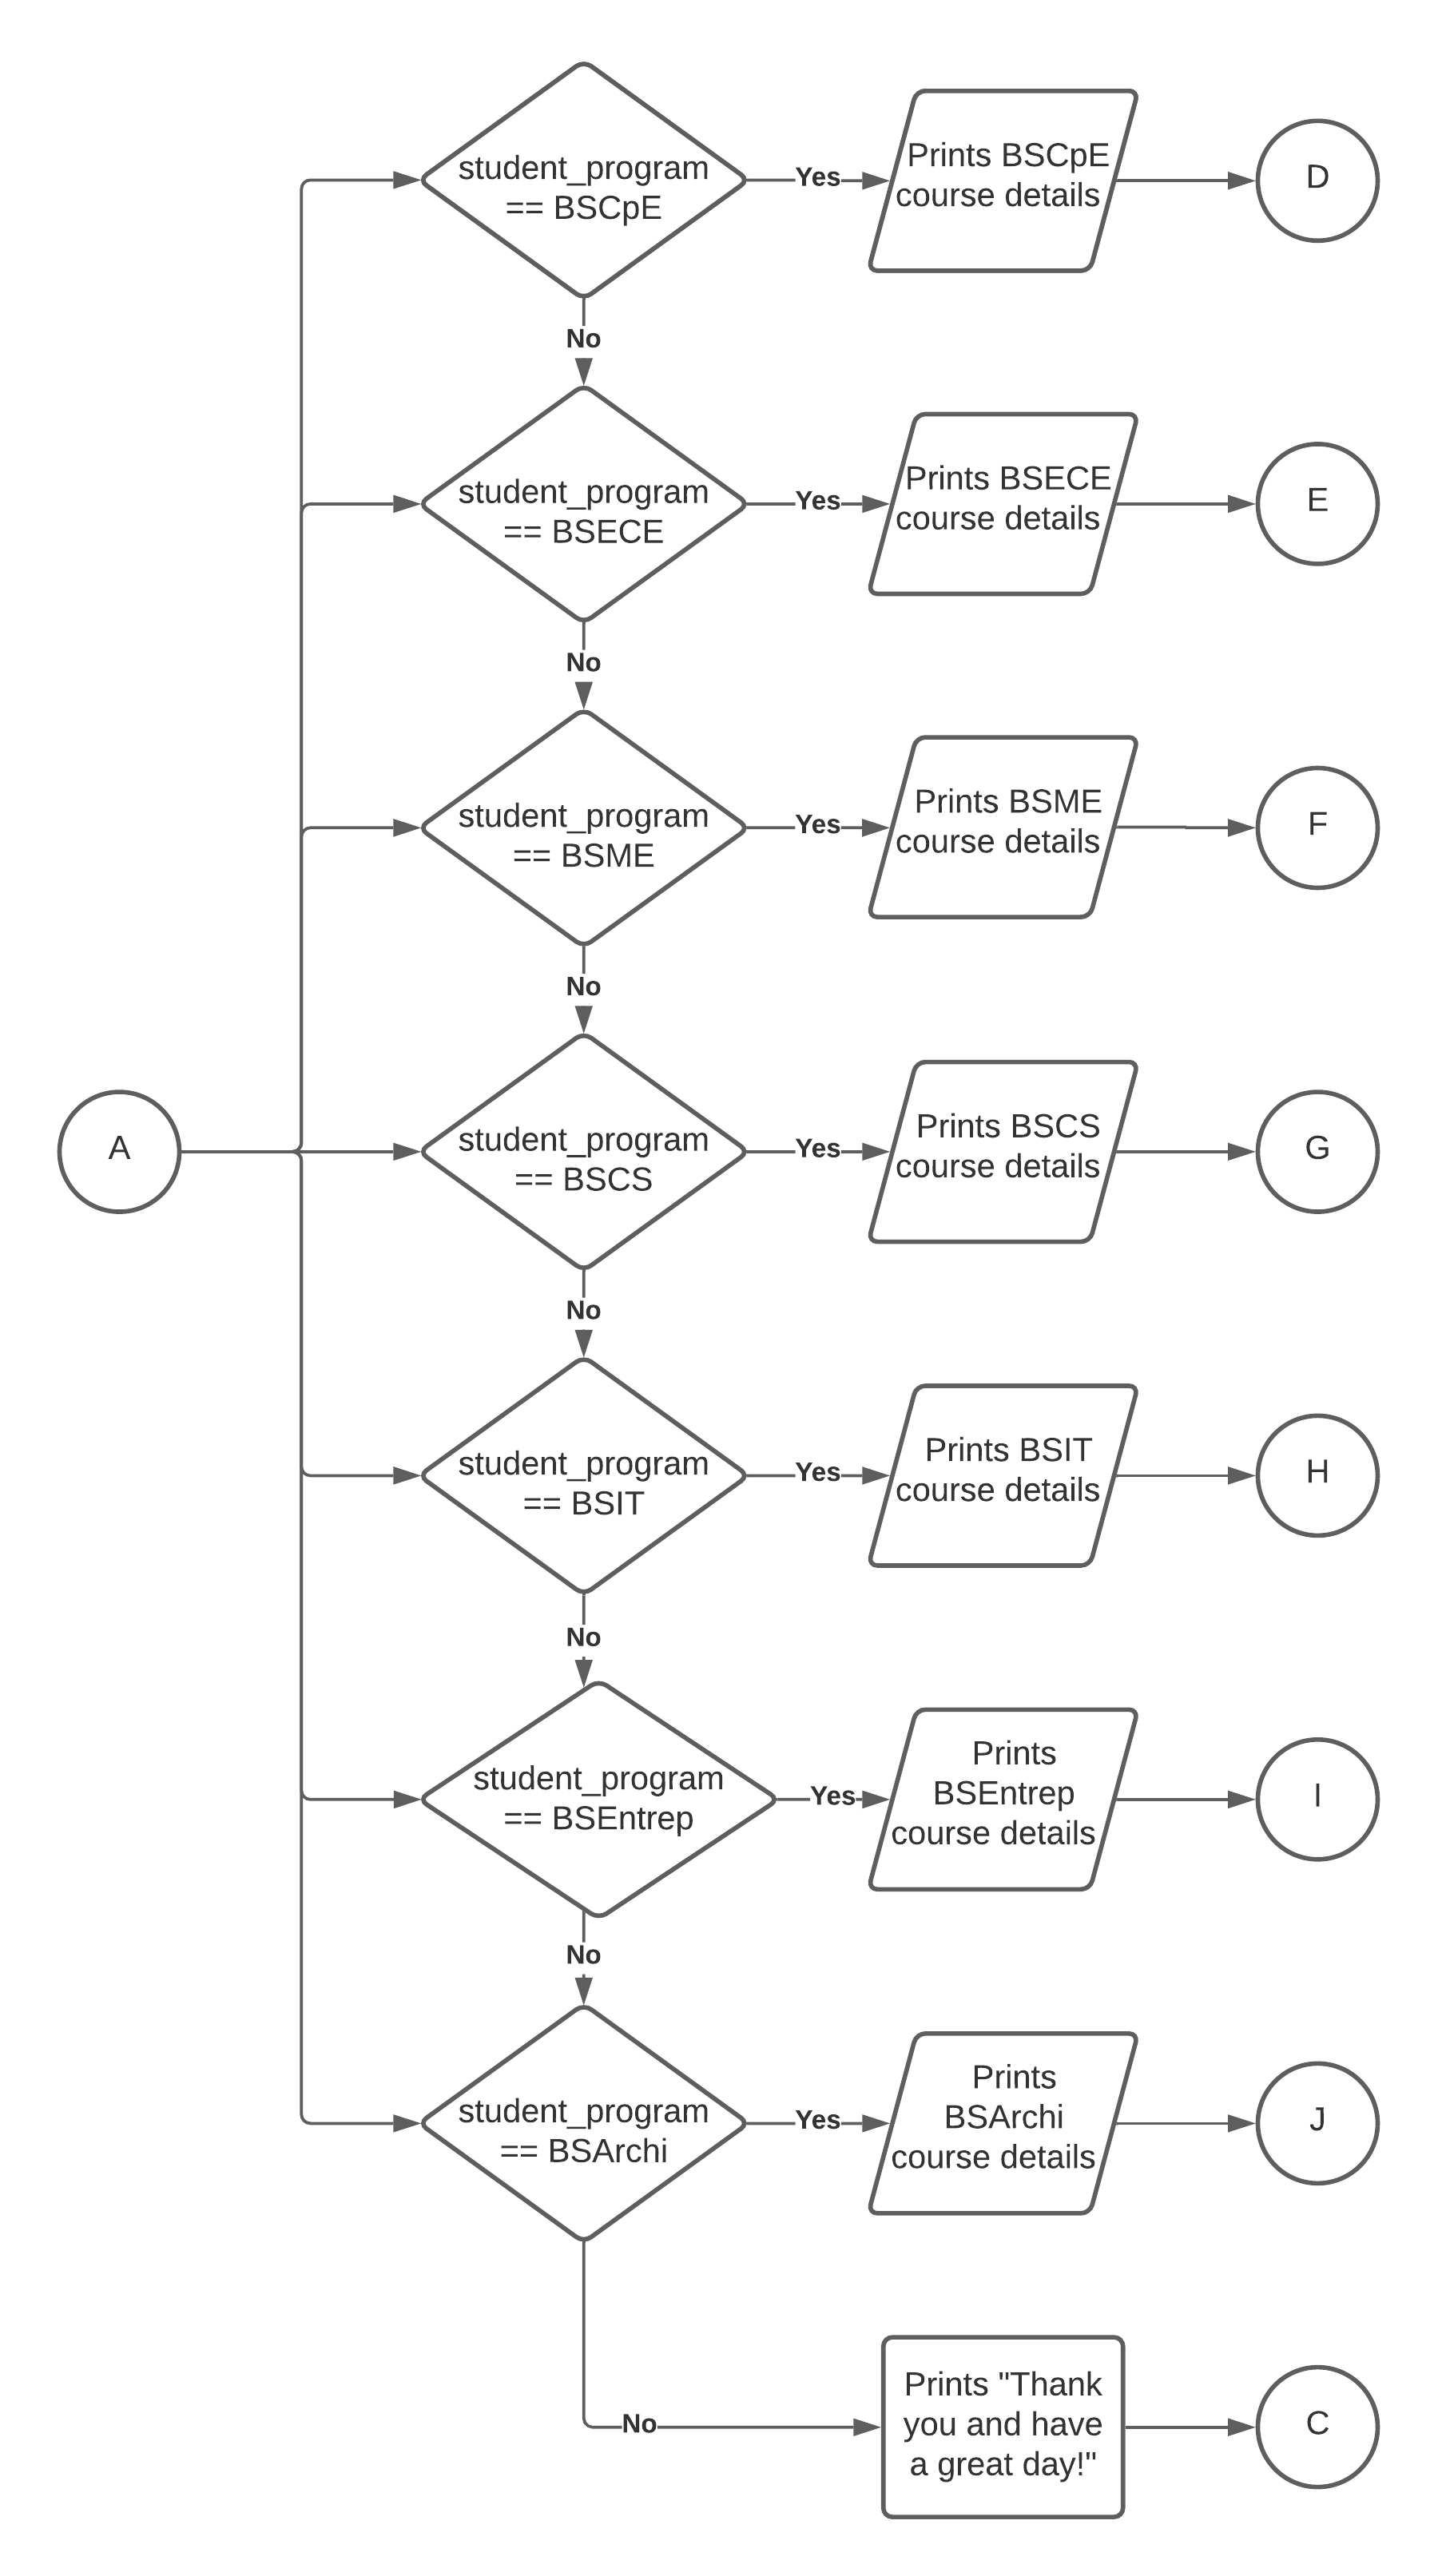 student_program
== BSCpE
Yes
Prints BSCpE
course details
D
No
student_program
== BSECE
Yes
Prints BSECE
course details
E
No
student_program
== BSME
Yes
Prints BSME
course details
F
No
A
student_program
== BSCS
Yes
Prints BSCS
course details
G
No
student_program
== BSIT
Yes
Prints BSIT
course details
H
No
student_program
== BSEntrep
Yes
Prints
BSEntrep
course details
I
No
student_program
== BSArchi
Yes
Prints
BSArchi
course details
J
No
Prints "Thank
you and have
a great day!"
C